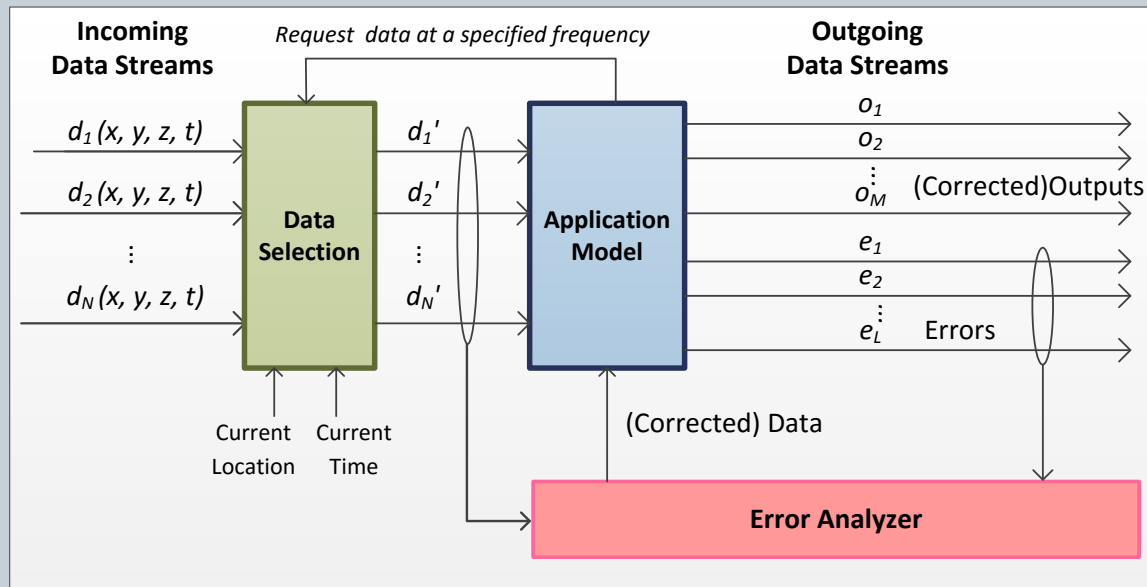 Incoming
Data Streams
Request data at a specified frequency
Outgoing
Data Streams
d1(x, y, z, t)
d2(x, y, z, t)
⋮
dN(x, y, z, t)
Data
Selection
Current
Location
Current
Time
d1'
d2'
⋮
dN'
Application
Model
o1
o2
⋮
oM
(Corrected)Outputs
e1
e2
⋮
eL
Errors
(Corrected) Data
Error Analyzer